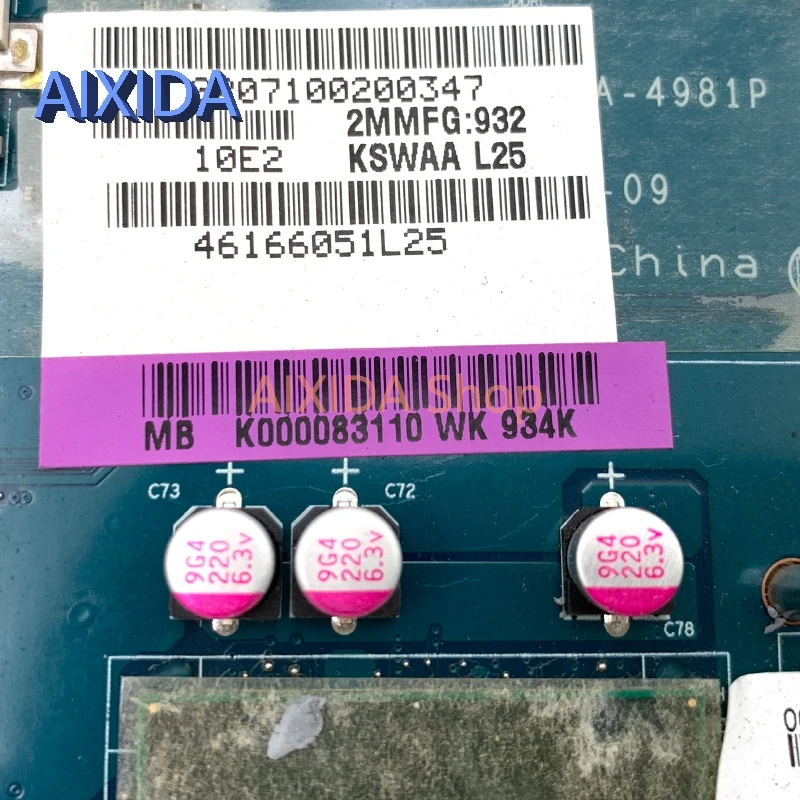 AIXIDA
07100200347
A-4981P
2MMFG:932
10E2 KSWAA L25
-09
46166051L25
China
AIXIDA Shop
MB K000083110 WK 934K
C73 + + C72 +
9G4
220
6.3v
9G4
220
6.3v
9G4
220
6.3v
C78